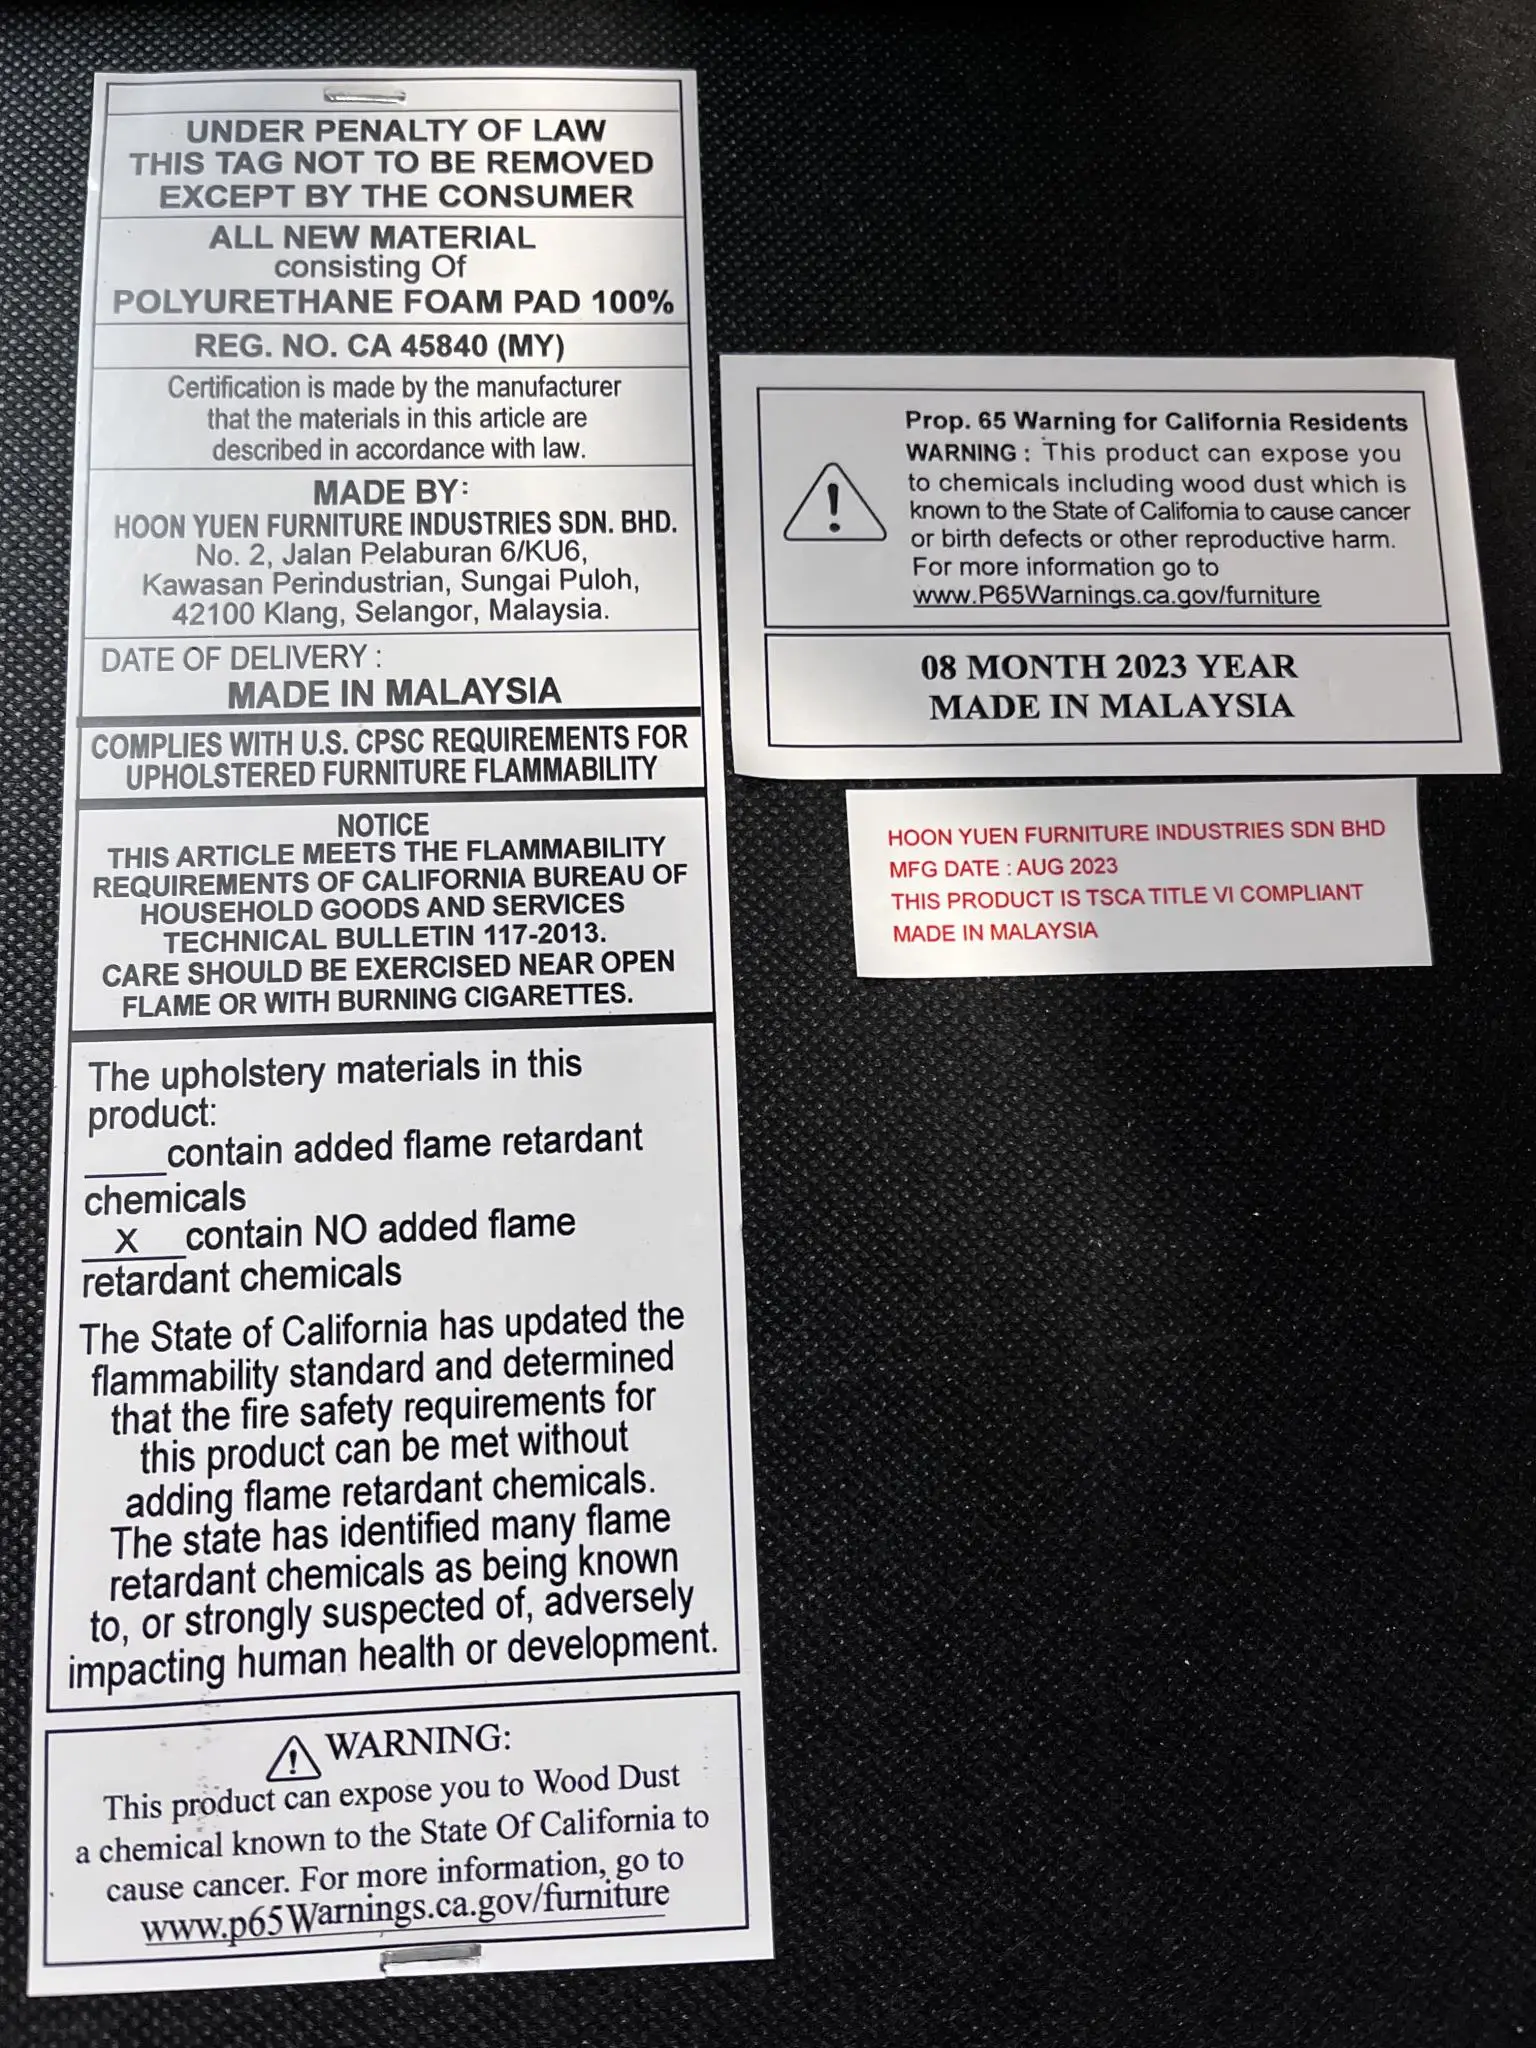 UNDER PENALTY OF LAW
THIS TAG NOT TO BE REMOVED
EXCEPT BY THE CONSUMER
ALL NEW MATERIAL
consisting Of
POLYURETHANE FOAM PAD 100%
REG. NO. CA 45840 (MY)
Certification is made by the manufacturer
that the materials in this article are
described in accordance with law.
MADE BY:
HOON YUEN FURNITURE INDUSTRIES SDN. BHD.
No. 2, Jalan Pelaburan 6/KU6,
Kawasan Perindustrian, Sungai Puloh,
42100 Klang, Selangor, Malaysia.
DATE OF DELIVERY :
MADE IN MALAYSIA
COMPLIES WITH U.S. CPSC REQUIREMENTS FOR
UPHOLSTERED FURNITURE FLAMMABILITY
NOTICE
THIS ARTICLE MEETS THE FLAMMABILITY
REQUIREMENTS OF CALIFORNIA BUREAU OF
HOUSEHOLD GOODS AND SERVICES
TECHNICAL BULLETIN 117-2013.
CARE SHOULD BE EXERCISED NEAR OPEN
FLAME OR WITH BURNING CIGARETTES.
The upholstery materials in this
product:
____contain added flame retardant
chemicals
__x__contain NO added flame
retardant chemicals
The State of California has updated the
flammability standard and determined
that the fire safety requirements for
this product can be met without
adding flame retardant chemicals.
The state has identified many flame
retardant chemicals as being known
to, or strongly suspected of, adversely
impacting human health or development.
WARNING:
This product can expose you to Wood Dust
a chemical known to the State Of California to
cause cancer. For more information, go to
www.p65Warnings.ca.gov/furniture
Prop. 65 Warning for California Residents
WARNING : This product can expose you
to chemicals including wood dust which is
known to the State of California to cause cancer
or birth defects or other reproductive harm.
For more information go to
www.P65Warnings.ca.gov/furniture
08 MONTH 2023 YEAR
MADE IN MALAYSIA
HOON YUEN FURNITURE INDUSTRIES SDN BHD
MFG DATE : AUG 2023
THIS PRODUCT IS TSCA TITLE VI COMPLIANT
MADE IN MALAYSIA